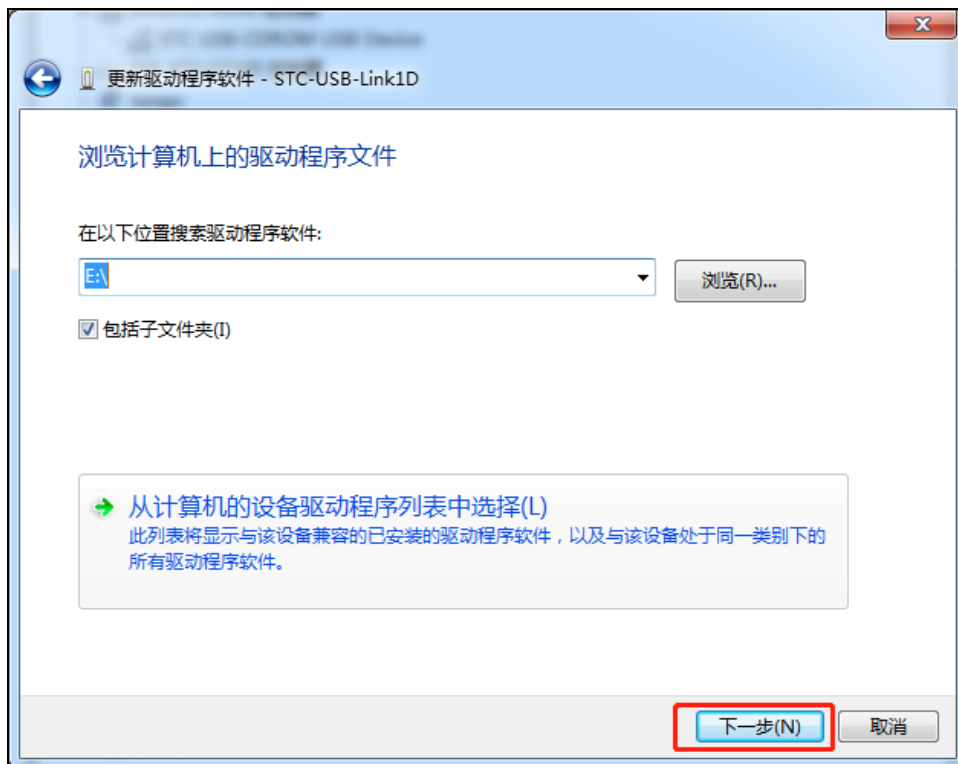 STC USB-CDROM USB Device
更新驱动程序软件 - STC-USB-Link1D
浏览计算机上的驱动程序文件
在以下位置搜索驱动程序软件:
E:\
浏览(R)...
包括子文件夹(I)
从计算机的设备驱动程序列表中选择(L)
此列表将显示与该设备兼容的已安装的驱动程序软件，以及与该设备处于同一类别下的
所有驱动程序软件。
下一步(N)
取消